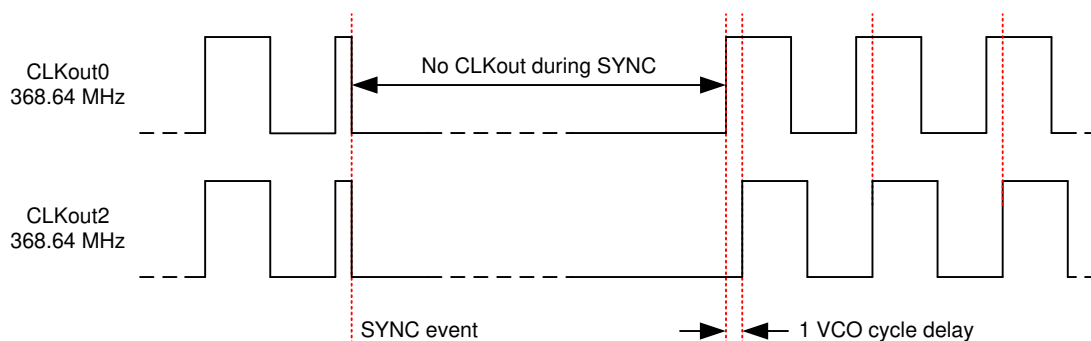 CLKout0
368.64 MHz
No CLKout during SYNC
CLKout2
368.64 MHz
SYNC event
1 VCO cycle delay